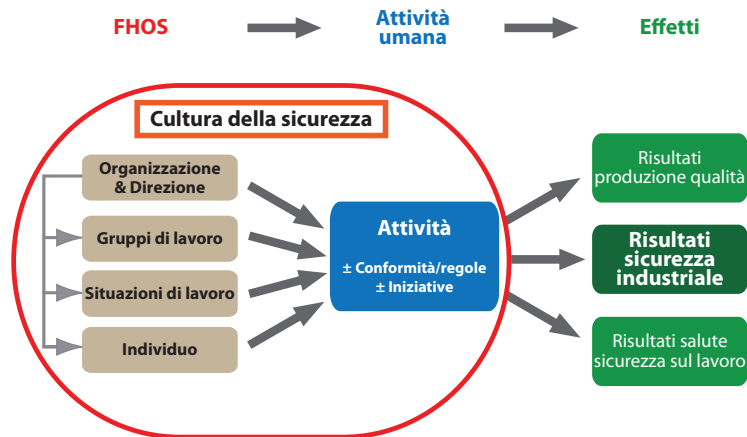 FHOS
Attività
umana
Effetti
Cultura della sicurezza
Organizzazione
& Direzione
Gruppi di lavoro
Situazioni di lavoro
Individuo
Attività
± Conformità/regole
± Iniziative
Risultati
produzione qualità
Risultati
sicurezza
industriale
Risultati salute
sicurezza sul lavoro